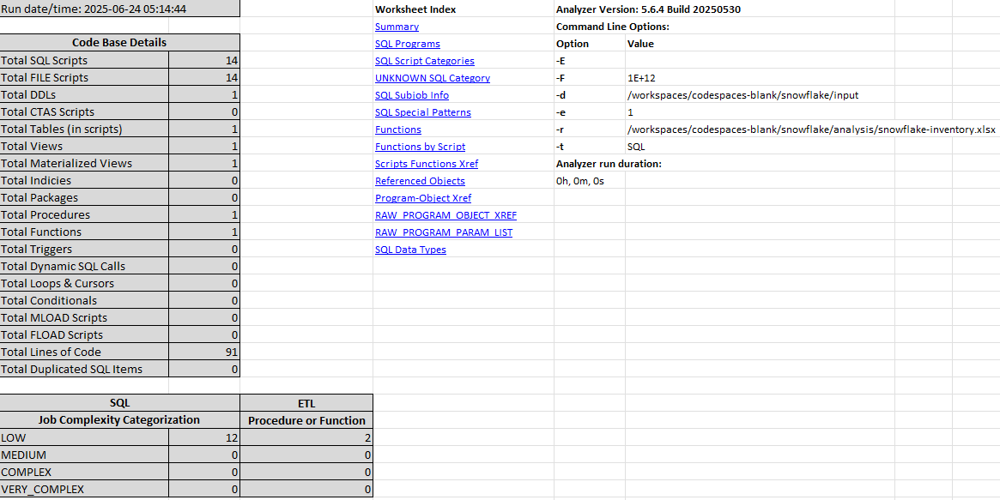 Run date/time: 2025-06-24 05:14:44
Worksheet Index
Analyzer Version: 5.6.4 Build 20250530
Summary
Command Line Options:
Code Base Details
SQL Programs
Option Value
Total SQL Scripts 14
SQL Script Categories
-E
Total FILE Scripts 14
UNKNOWN SQL Category
-F 1E+12
Total DDLs 1
SQL Subjob Info
-d /workspaces/codespaces-blank/snowflake/input
Total CTAS Scripts 0
SQL Special Patterns
-e 1
Total Tables (in scripts) 1
Functions
-r /workspaces/codespaces-blank/snowflake/analysis/snowflake-inventory.xlsx
Total Views 1
Functions by Script
-t SQL
Total Materialized Views 1
Scripts Functions Xref
Analyzer run duration:
Total Indicies 0
Referenced Objects
0h, 0m, 0s
Total Packages 0
Program-Object Xref
Total Procedures 1
RAW_PROGRAM_OBJECT_XREF
Total Functions 1
RAW_PROGRAM_PARAM_LIST
Total Triggers 0
SQL Data Types
Total Dynamic SQL Calls 0
Total Loops & Cursors 0
Total Conditionals 0
Total MLOAD Scripts 0
Total FLOAD Scripts 0
Total Lines of Code 91
Total Duplicated SQL Items 0
SQL ETL
Job Complexity Categorization Procedure or Function
LOW 12 2
MEDIUM 0 0
COMPLEX 0 0
VERY_COMPLEX 0 0